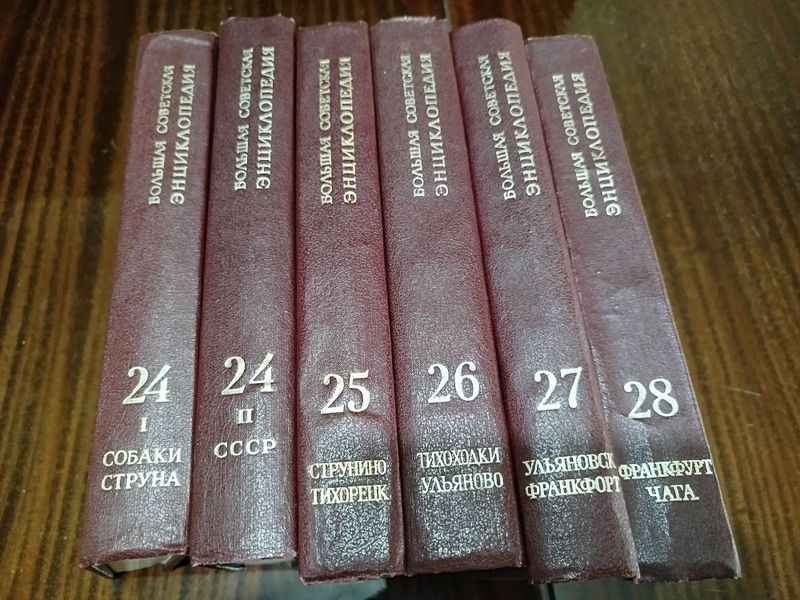 БОЛЬШАЯ СОВЕТСКАЯ
ЭНЦИКЛОПЕДИЯ
24
I
СОБАКИ
СТРУНА
БОЛЬШАЯ СОВЕТСКАЯ
ЭНЦИКЛОПЕДИЯ
24
II
СССР
БОЛЬШАЯ СОВЕТСКАЯ
ЭНЦИКЛОПЕДИЯ
25
СТРУНИНО
ТИХОРЕЦК
БОЛЬШАЯ СОВЕТСКАЯ
ЭНЦИКЛОПЕДИЯ
26
ТИХОХОДКИ
УЛЬЯНОВО
БОЛЬШАЯ СОВЕТСКАЯ
ЭНЦИКЛОПЕДИЯ
27
УЛЬЯНОВСК
ФРАНКФОРТ
БОЛЬШАЯ СОВЕТСКАЯ
ЭНЦИКЛОПЕДИЯ
28
ФРАНКФУРТ
ЧАГА